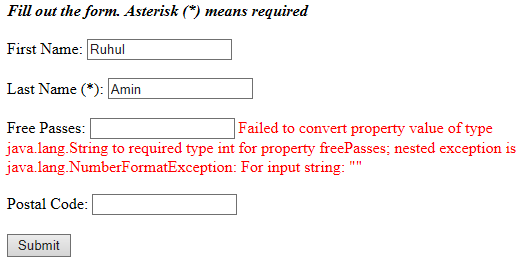 Fill out the form. Asterisk (*) means required
First Name: Ruhul
Last Name (*): Amin
Free Passes: Failed to convert property value of type
java.lang.String to required type int for property freePasses; nested exception is
java.lang.NumberFormatException: For input string: ""
Postal Code:
Submit